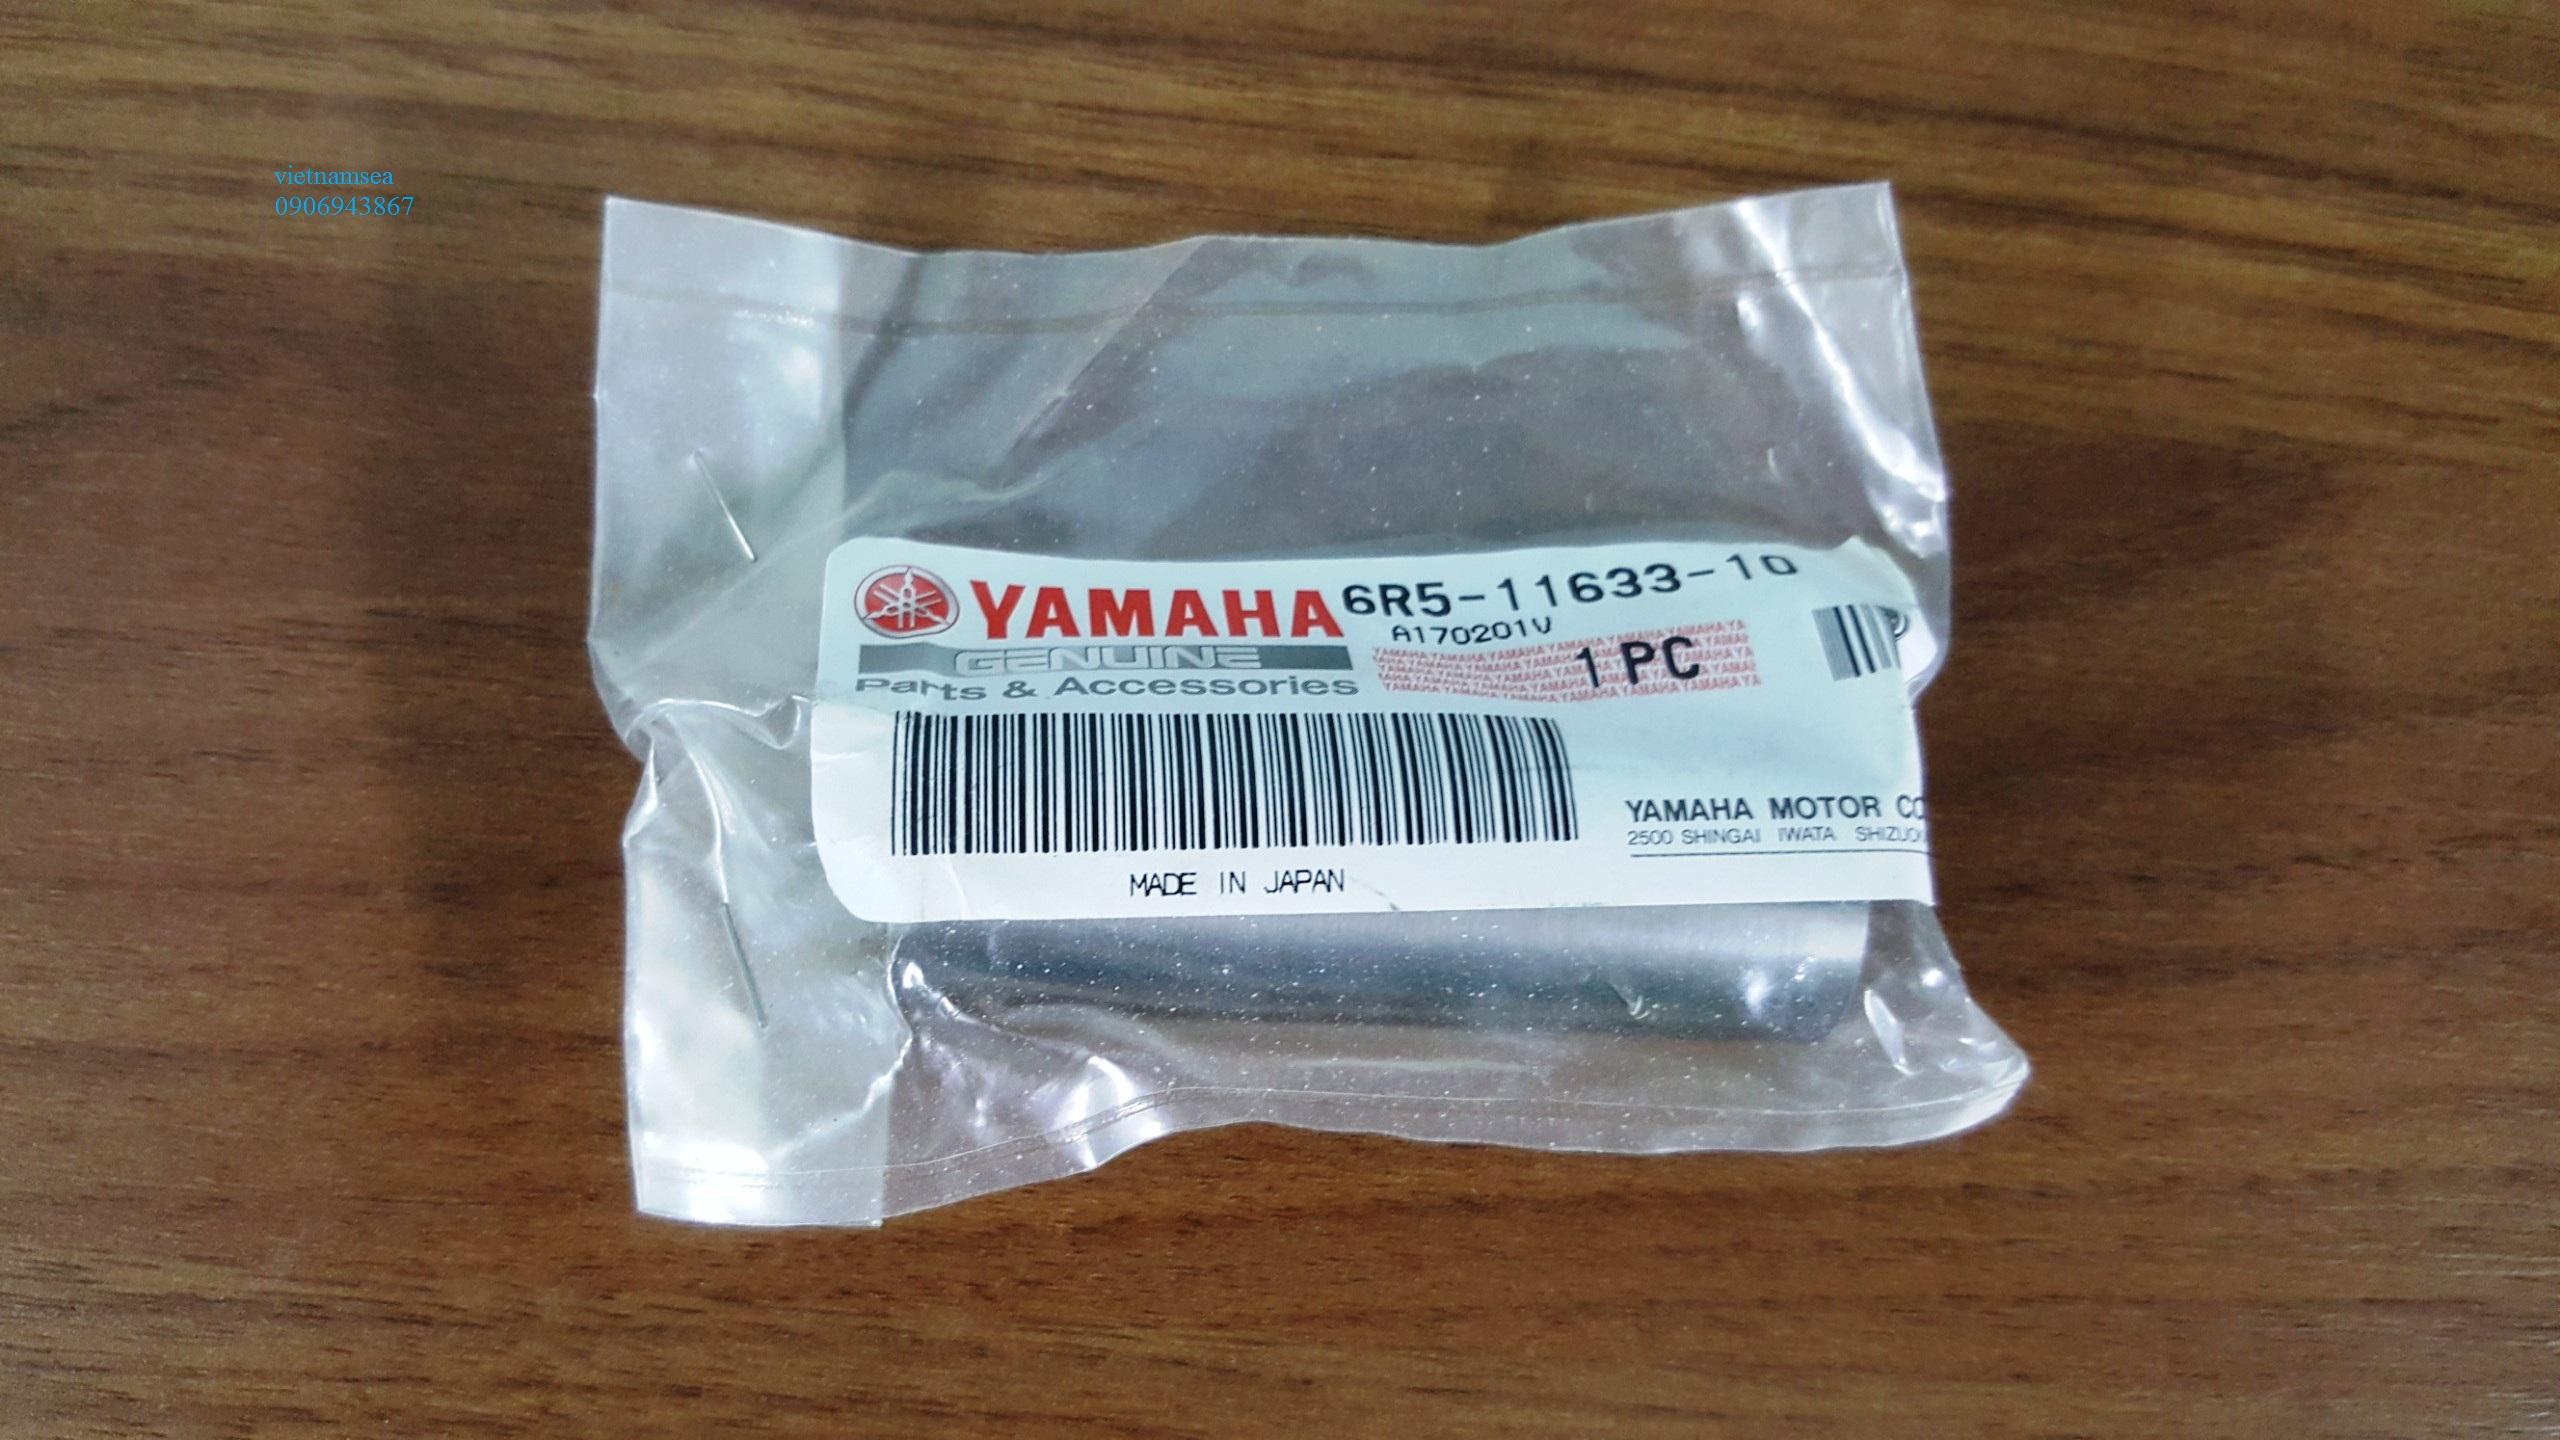 vietnamsea
0906943867
YAMAHA 6R5-11633-10
A170201V
GENUINE
1 PC
Parts & Accessories
YAMAHA MOTOR CO
2500 SHINGAI IWATA SHIZUO
MADE IN JAPAN